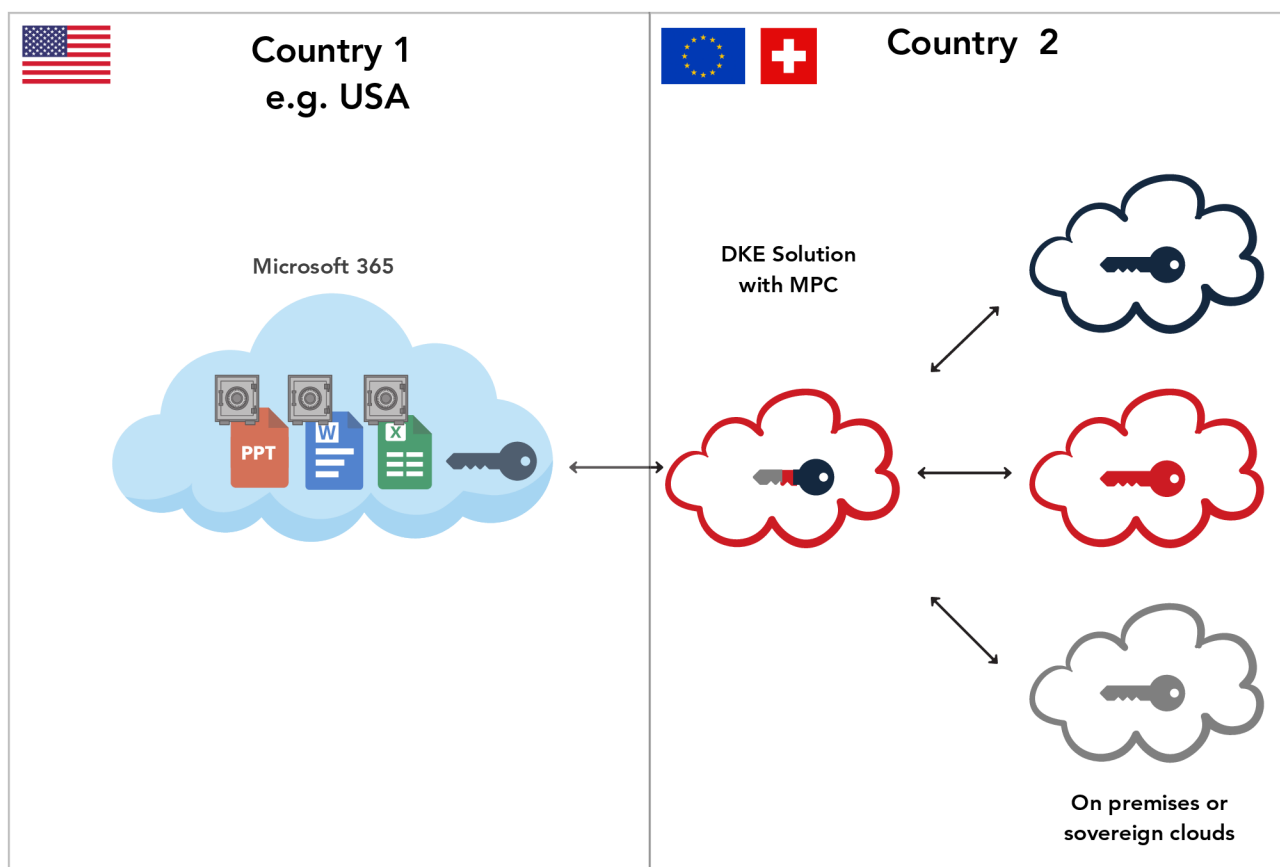 Country 1
e.g. USA
Country 2
Microsoft 365
DKE Solution
with MPC
PPT
W
X
On premises or
sovereign clouds